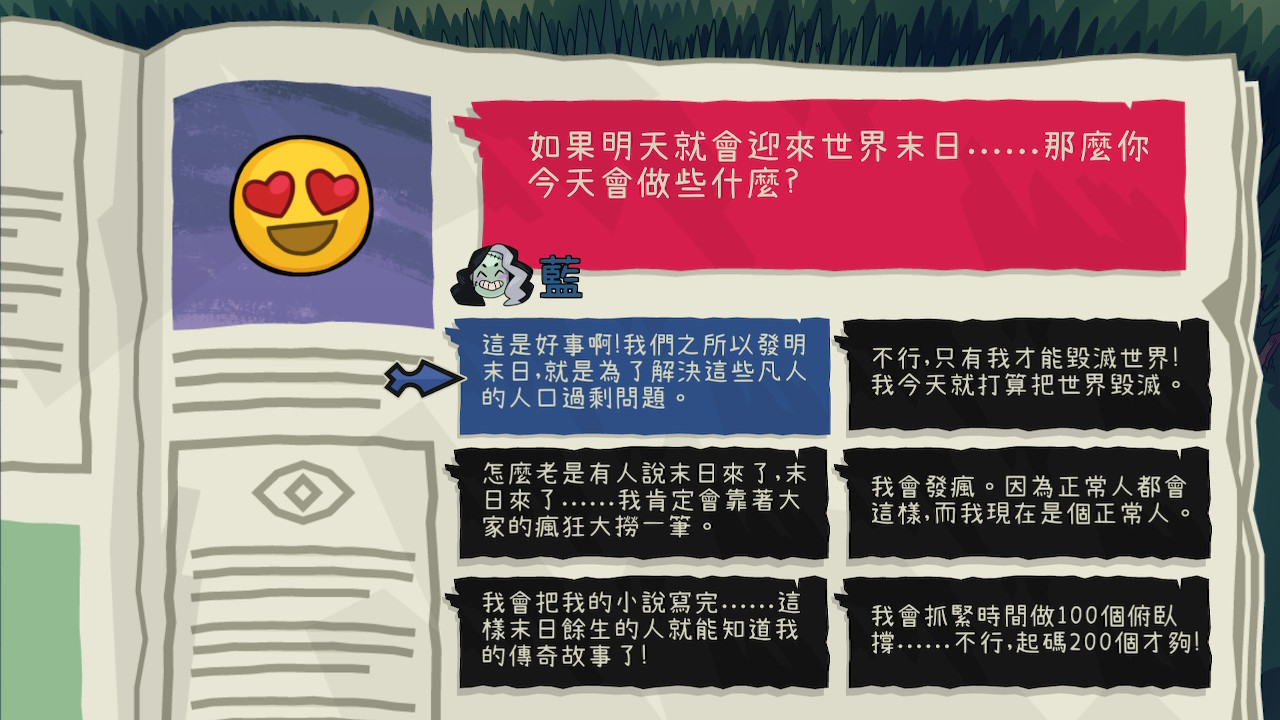 如果明天就會迎來世界末日......那麼你
今天會做些什麼?
藍
這是好事啊!我們之所以發明
末日,就是為了解決這些凡人
的人口過剩問題。
不行,只有我才能毀滅世界!
我今天就打算把世界毀滅。
怎麼老是有人說末日來了,末
日來了......我肯定會靠著大
家的瘋狂大撈一筆。
我會發瘋。因為正常人都會
這樣,而我現在是個正常人。
我會把我的小說寫完......這
樣末日餘生的人就能知道我
的傳奇故事了!
我會抓緊時間做100個俯臥
撐......不行,起碼200個才夠!